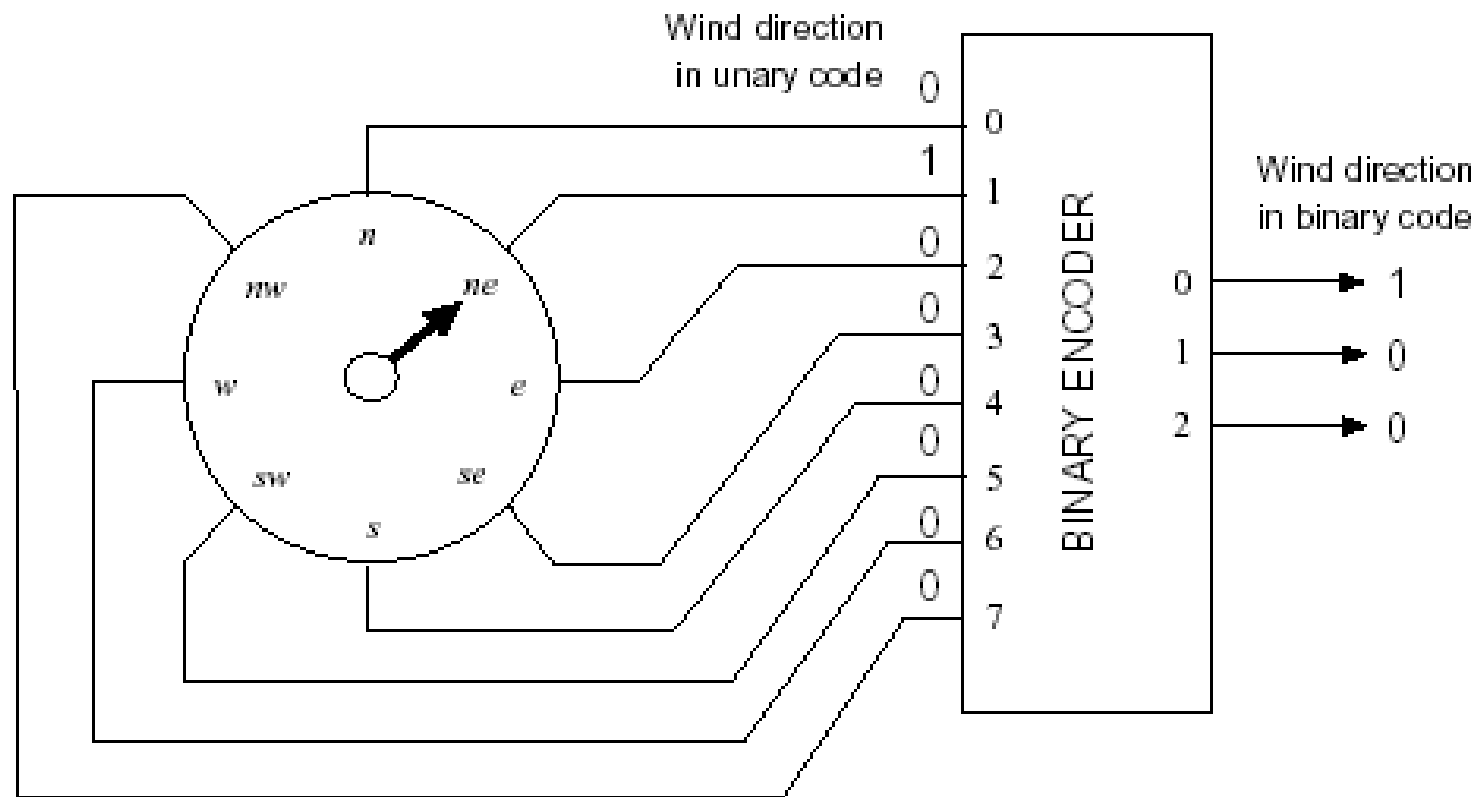 Wind direction
in unary code
0
0
1
1
0
2
0
3
0
4
0
5
0
6
0
7
n
ne
e
se
s
sw
w
nw
BINARY ENCODER
Wind direction
in binary code
0 1
1 0
2 0